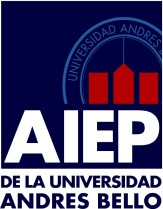 UNIVERSIDAD ANDRES
AIEP
DE LA UNIVERSIDAD
ANDRES BELLO